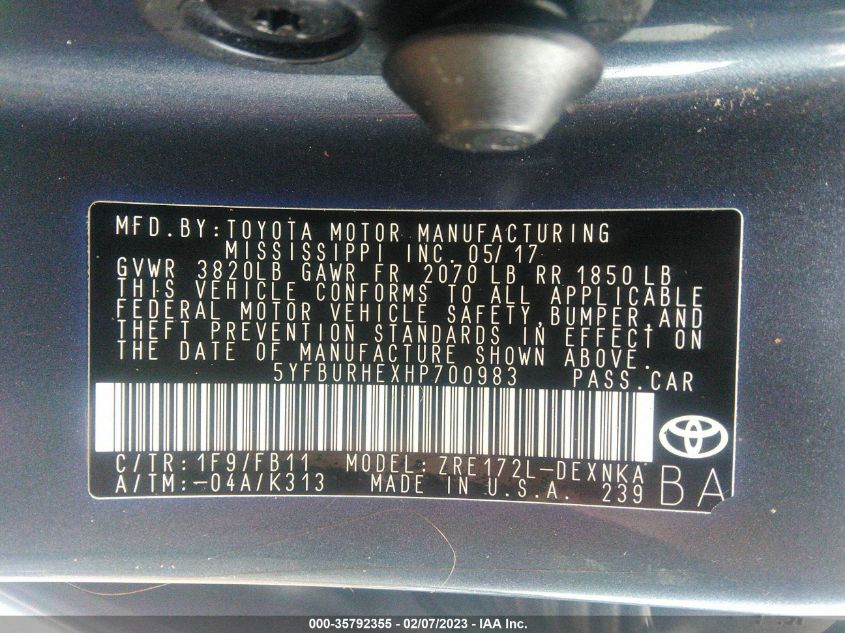 MFD.BY:TOYOTA MOTOR MANUFACTURING
MISSISSIPPI INC. 05/17
GVWR 3820LB GAWR FR 2070 LB RR 1850 LB
THIS VEHICLE CONFORMS TO ALL APPLICABLE
FEDERAL MOTOR VEHICLE SAFETY,BUMPER,AND
THEFT PREVENTION STANDARDS IN EFFECT ON
THE DATE OF MANUFACTURE SHOWN ABOVE.
5YFBURHEXHP700983 PASS.CAR
C/TR:1F9/FB11 MODEL:ZRE172L-DEXNKA
A/TM:-04A/K313 MADE IN U.S.A. 239
BA
000-35792355 - 02/07/2023 - IAA Inc.